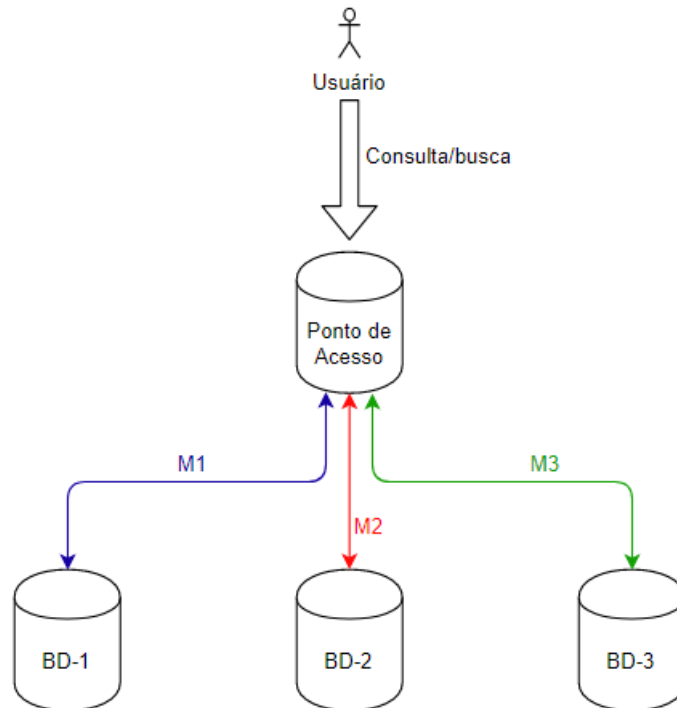 Usuário
Consulta/busca
Ponto de
Acesso
M1
M3
M2
BD-1
BD-2
BD-3